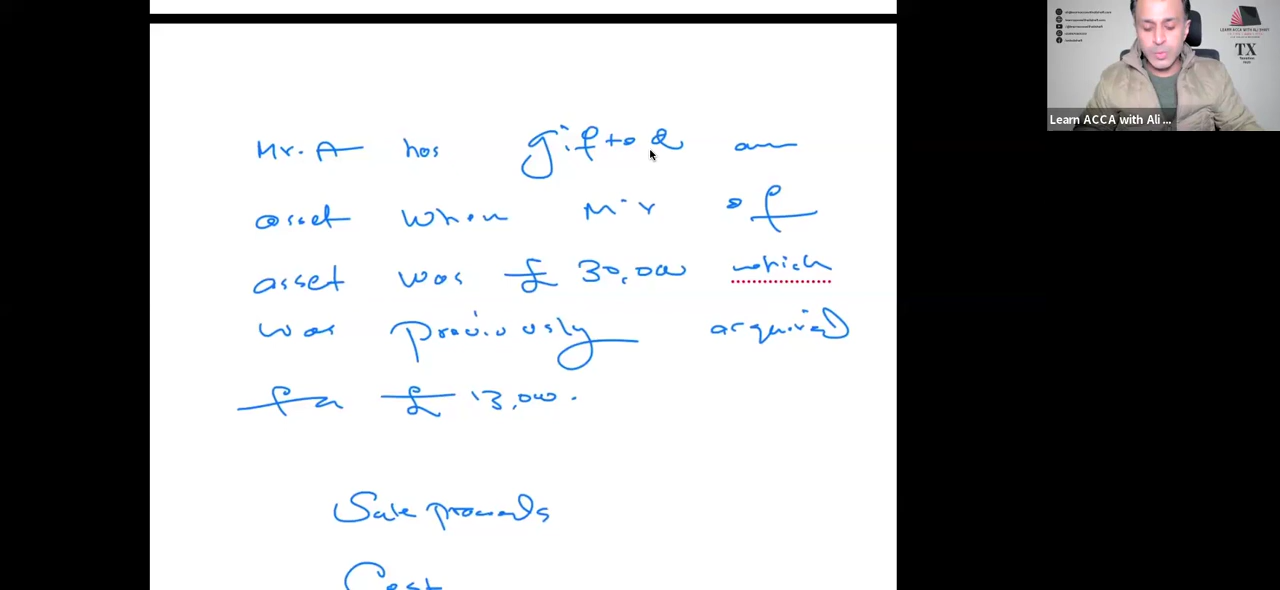 Mr. A has gifted an
asset when M.V of
asset was £ 30,000 which
was previously acquired
for £ 13,000.
Sale proceeds
Cost
TX
Learn ACCA with Ali ...